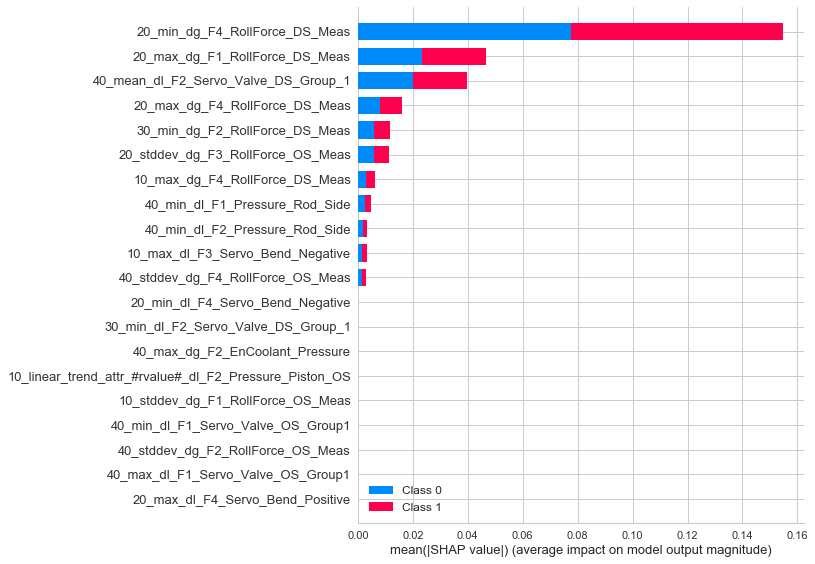 20_min_dg_F4_RollForce_DS_Meas
20_max_dg_F1_RollForce_DS_Meas
40_mean_dl_F2_Servo_Valve_DS_Group_1
20_max_dg_F4_RollForce_DS_Meas
30_min_dg_F2_RollForce_DS_Meas
20_stddev_dg_F3_RollForce_OS_Meas
10_max_dg_F4_RollForce_DS_Meas
40_min_dl_F1_Pressure_Rod_Side
40_min_dl_F2_Pressure_Rod_Side
10_max_dl_F3_Servo_Bend_Negative
40_stddev_dg_F4_RollForce_OS_Meas
20_min_dl_F4_Servo_Bend_Negative
30_min_dl_F2_Servo_Valve_DS_Group_1
40_max_dg_F2_EnCoolant_Pressure
10_linear_trend_attr_#rvalue#_dl_F2_Pressure_Piston_OS
10_stddev_dg_F1_RollForce_OS_Meas
40_min_dl_F1_Servo_Valve_OS_Group1
40_stddev_dg_F2_RollForce_OS_Meas
40_max_dl_F1_Servo_Valve_OS_Group1
20_max_dl_F4_Servo_Bend_Positive
Class 0
Class 1
0.00 0.02 0.04 0.06 0.08 0.10 0.12 0.14 0.16
mean(|SHAP value|) (average impact on model output magnitude)